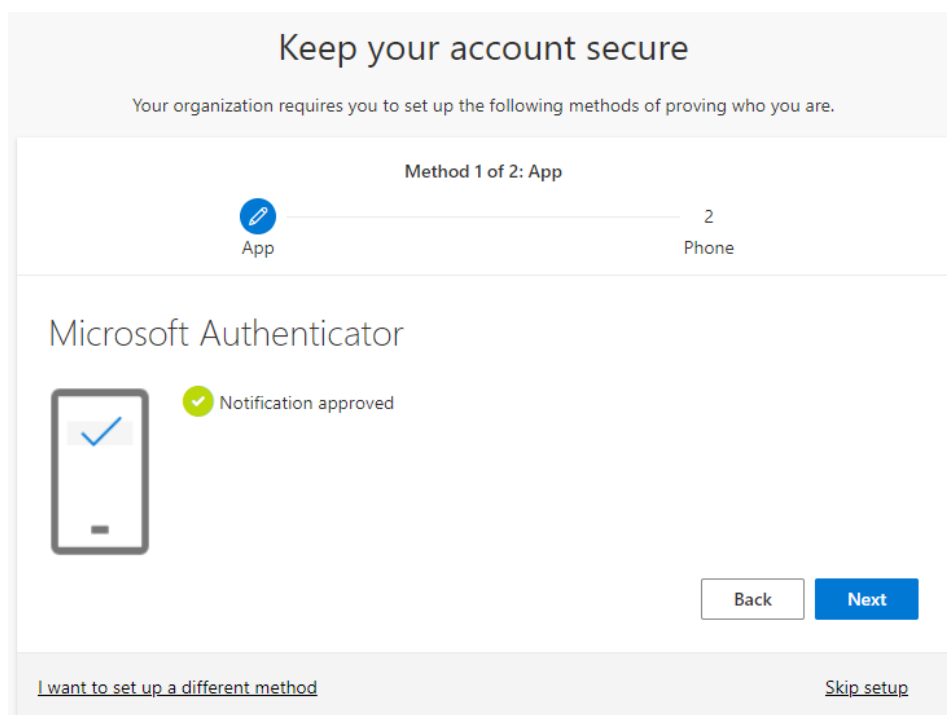 Keep your account secure
Your organization requires you to set up the following methods of proving who you are.
Method 1 of 2: App
2
App
Phone
Microsoft Authenticator
Notification approved
Back
Next
I want to set up a different method
Skip setup